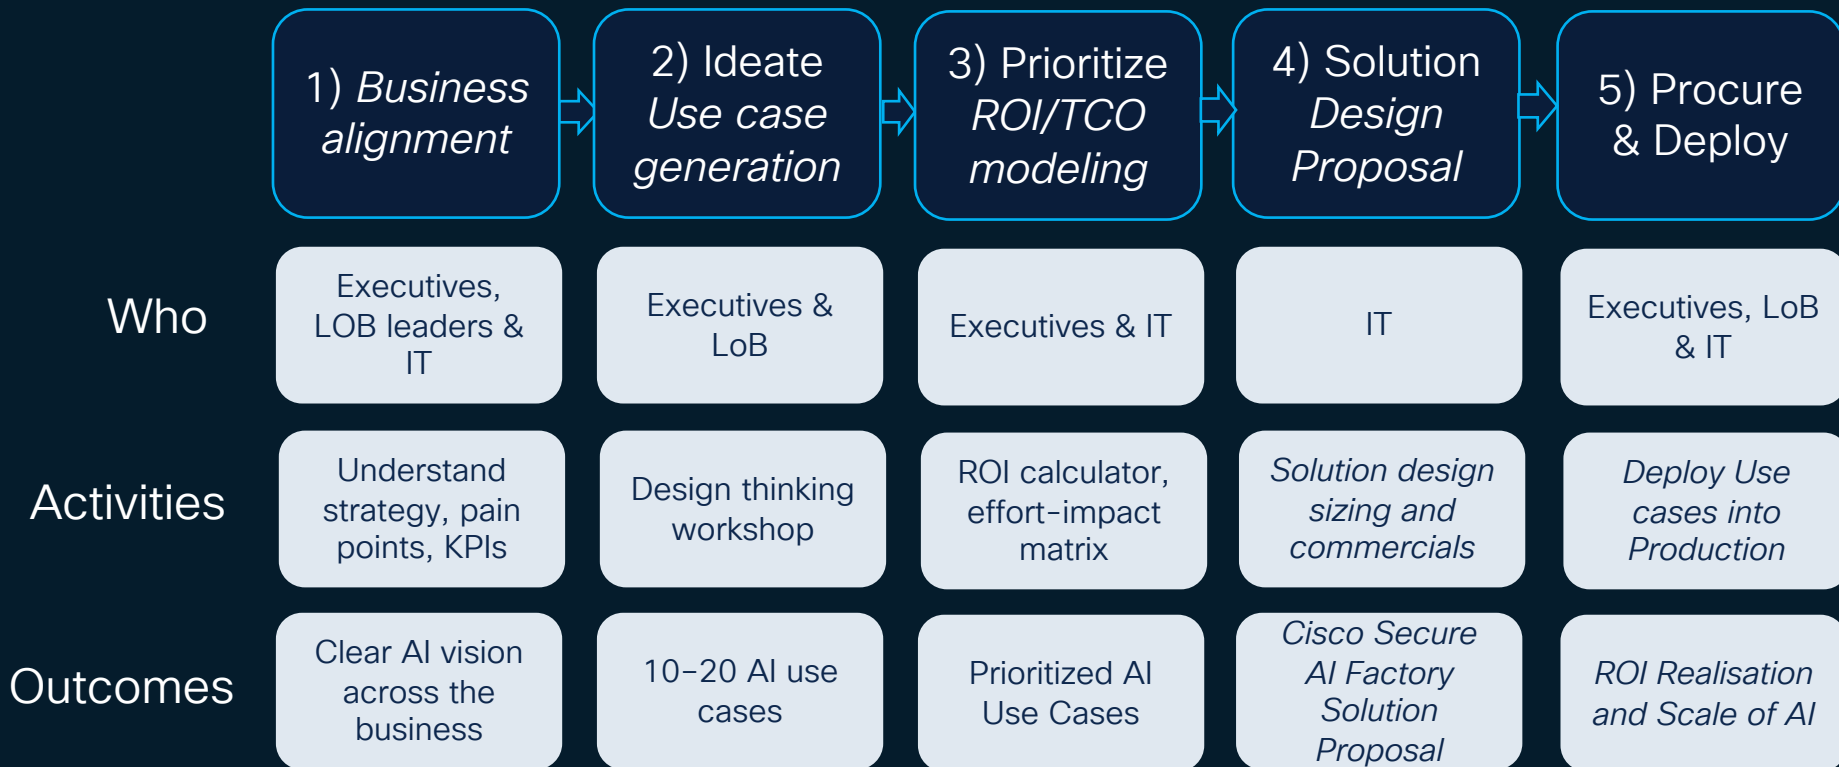 1) Business
alignment
2) Ideate
Use case
generation
3) Prioritize
ROI/TCO
modeling
4) Solution
Design
Proposal
5) Procure
& Deploy
Who
Executives,
LOB leaders &
IT
Executives &
LoB
Executives & IT
IT
Executives, LoB
& IT
Activities
Understand
strategy, pain
points, KPIs
Design thinking
workshop
ROI calculator,
effort-impact
matrix
Solution design
sizing and
commercials
Deploy Use
cases into
Production
Outcomes
Clear AI vision
across the
business
10-20 AI use
cases
Prioritized AI
Use Cases
Cisco Secure
AI Factory
Solution
Proposal
ROI Realisation
and Scale of AI